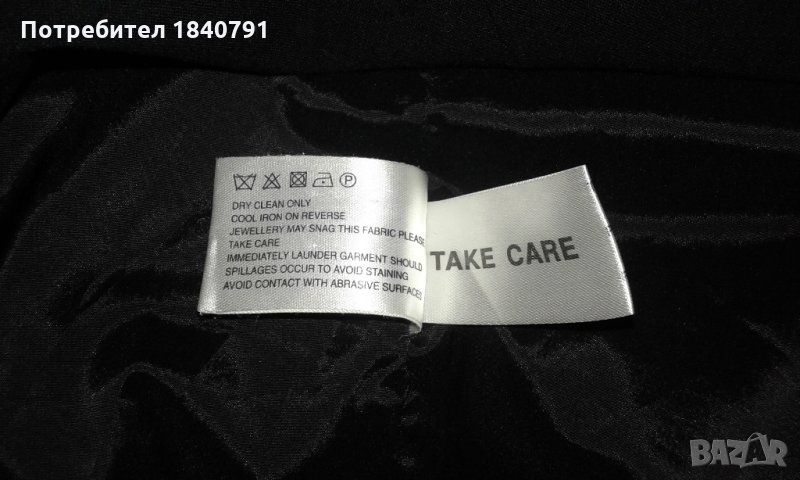 Потребител 1840791
DRY CLEAN ONLY
COOL IRON ON REVERSE
JEWELLERY MAY SNAG THIS FABRIC PLEASE
TAKE CARE
IMMEDIATELY LAUNDER GARMENT SHOULD
SPILLAGES OCCUR TO AVOID STAINING
AVOID CONTACT WITH ABRASIVE SURFACES
TAKE CARE
BAZAR